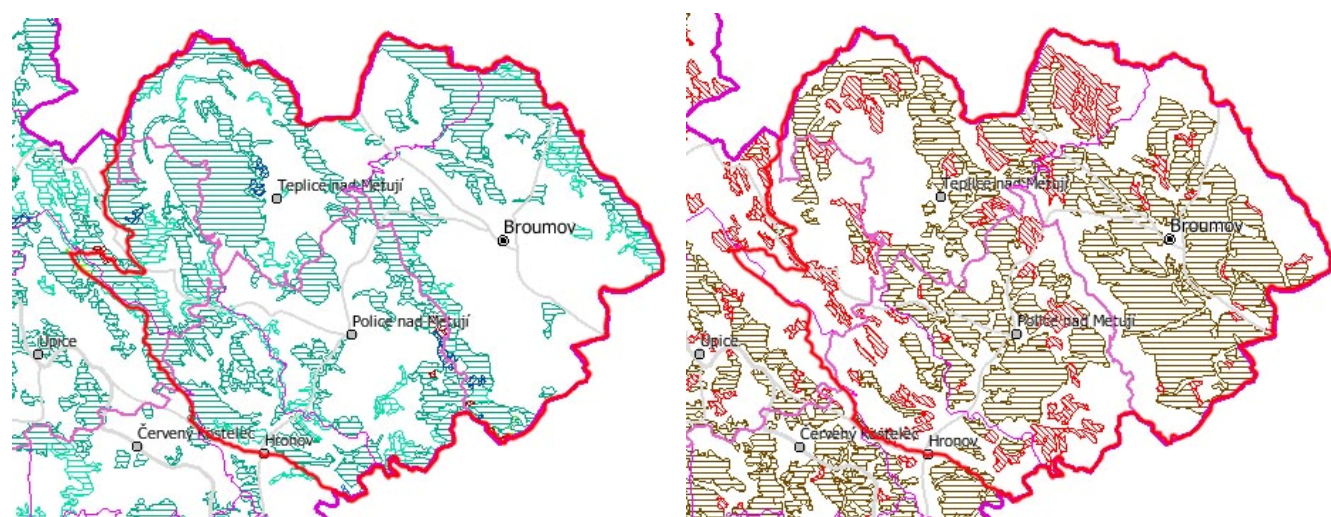 Teplice nad Metují
Broumov
Police nad Metují
Úpice
Červený Kostelec
Hronov
Teplice nad Metují
Broumov
Police nad Metují
Úpice
Červený Kostelec
Hronov